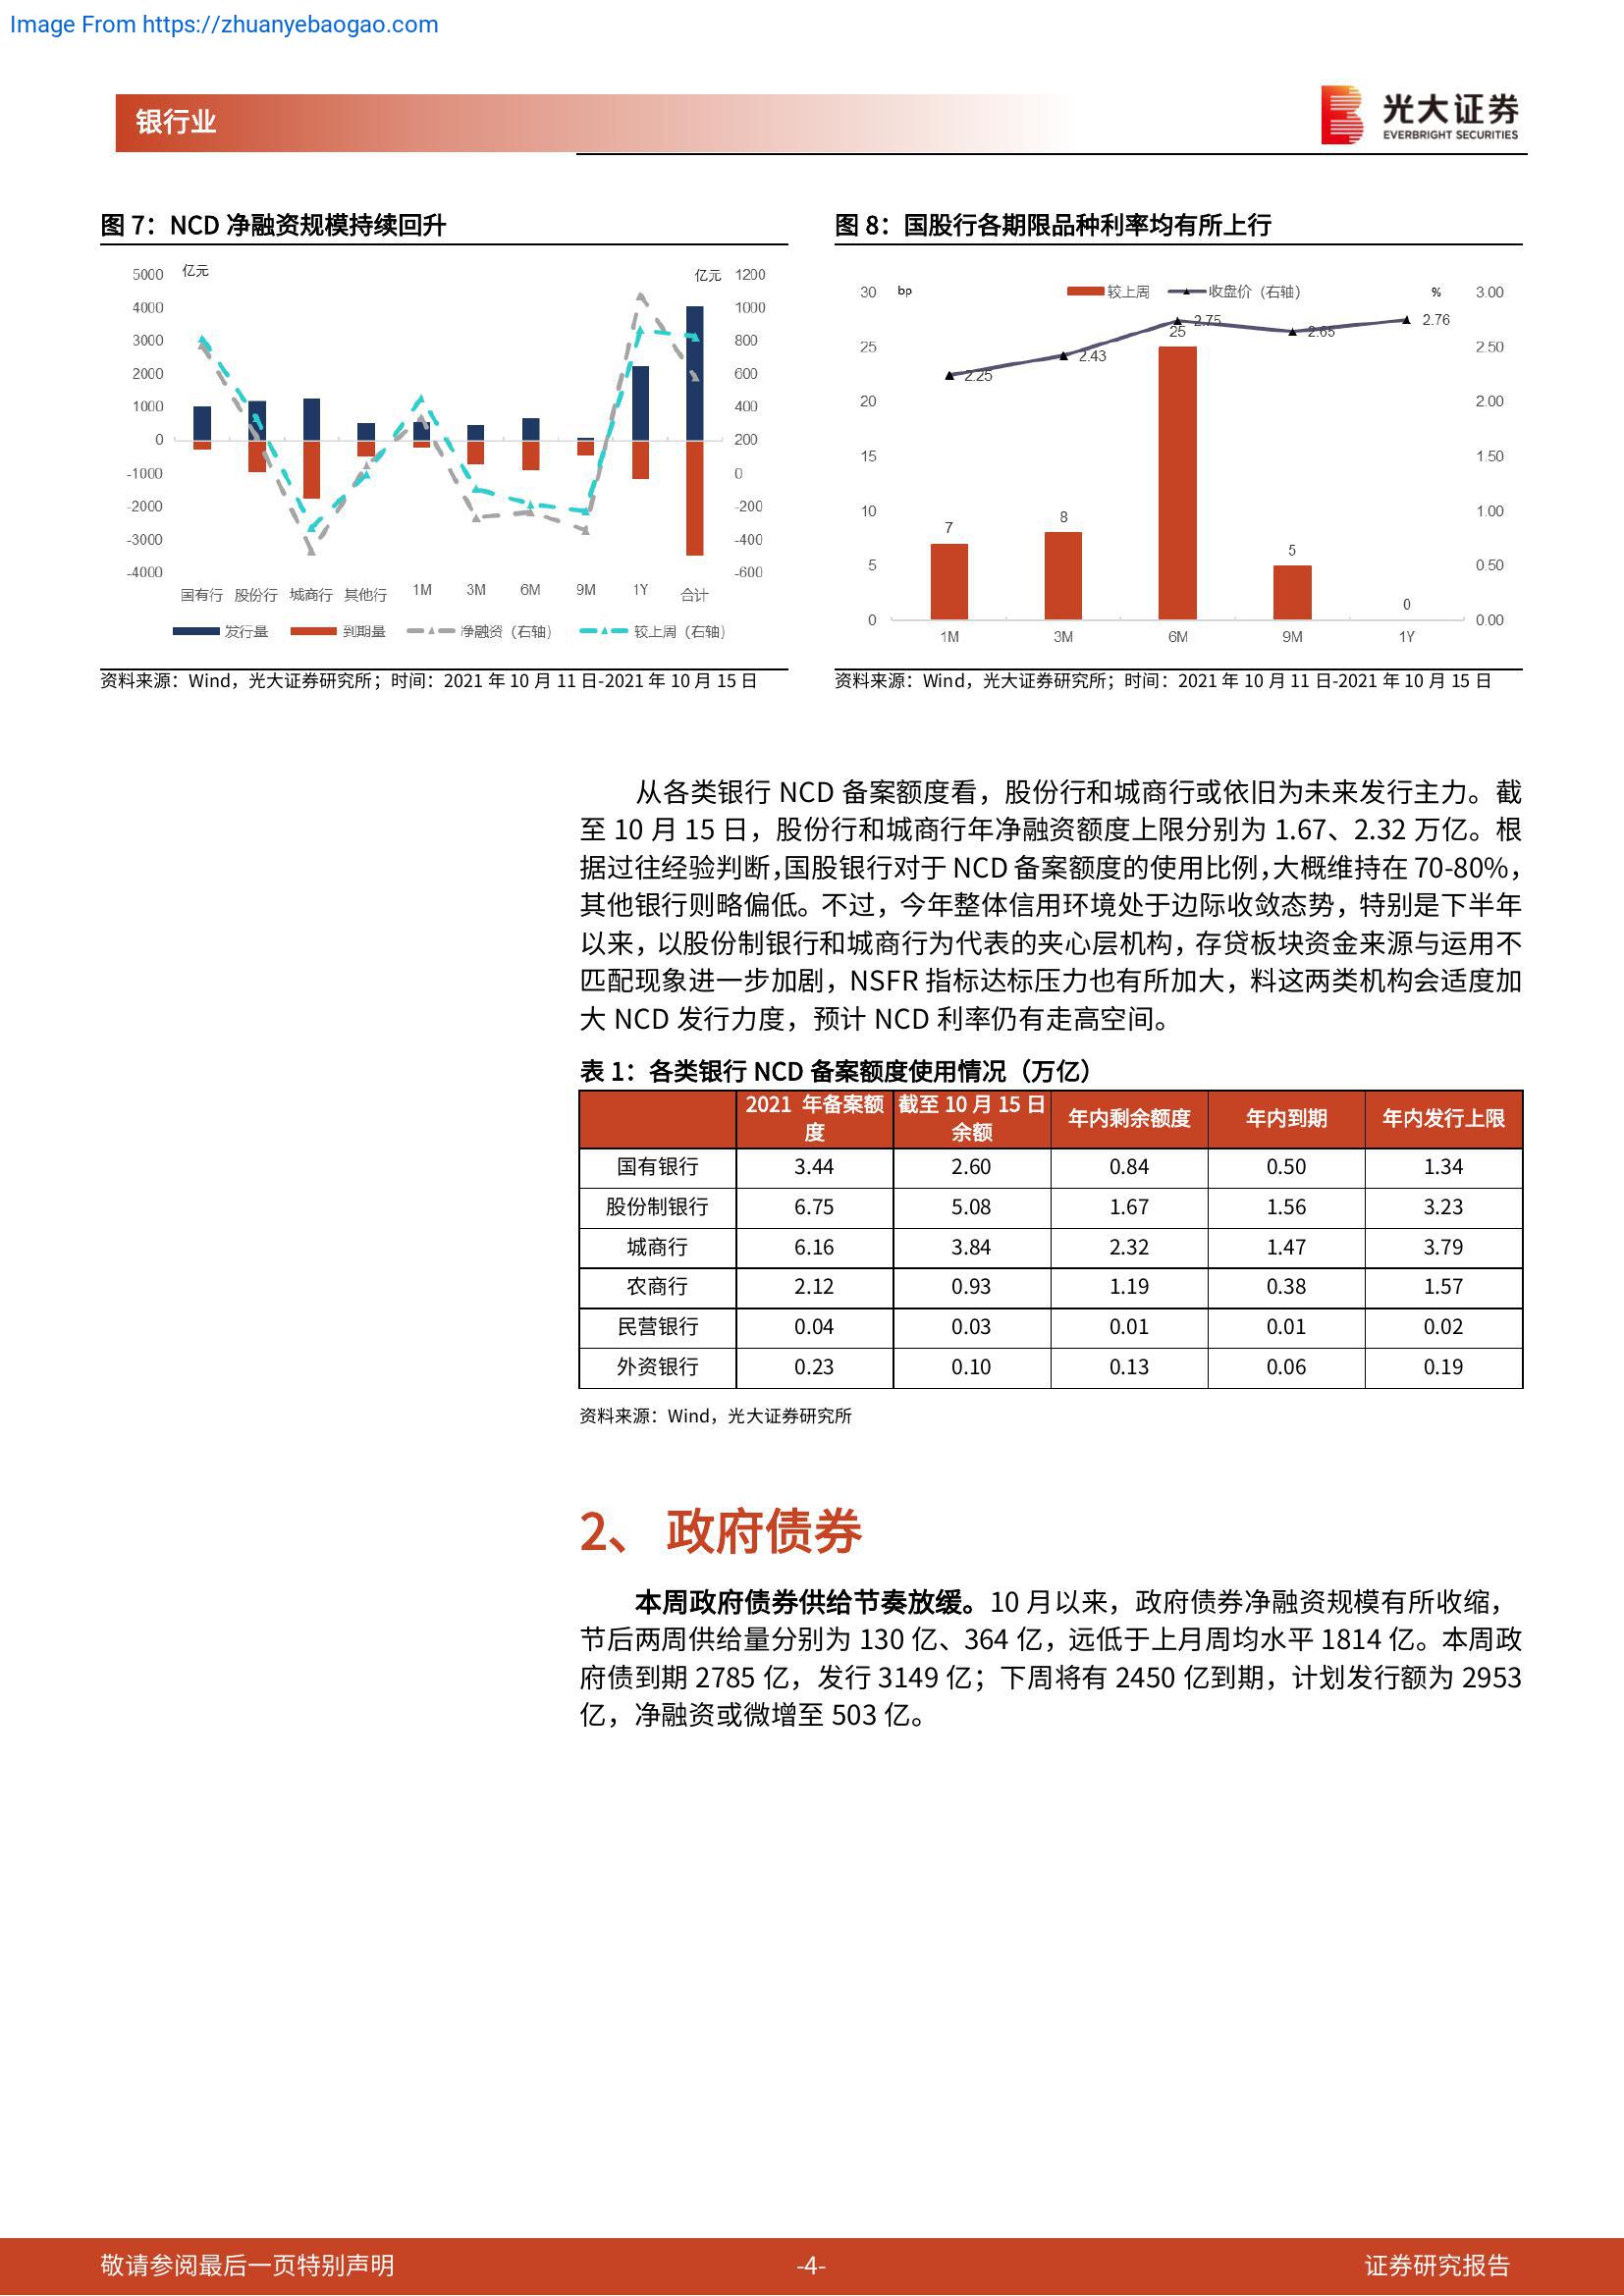 Image From https://zhuanyebaogao.com
银行业
光大证券
EVERBRIGHT SECURITIES
图 7：NCD 净融资规模持续回升
5000 亿元 亿元 1200
4000 1000
3000 800
2000 600
1000 400
0 200
-1000 0
-2000 -200
-3000 -400
-4000 -600
国有行 股份行 城商行 其他行 1M 3M 6M 9M 1Y 合计
发行量 到期量 净融资（右轴） 较上周（右轴）
资料来源：Wind，光大证券研究所；时间：2021 年 10 月 11 日-2021 年 10 月 15 日
图 8：国股行各期限品种利率均有所上行
30 bp 较上周 收盘价（右轴） % 3.00
2.75 2.76
25 2.65
25 2.50
2.43
2.25
20 2.00
15 1.50
10 1.00
7 8 5 0
5 0.50
0 0.00
1M 3M 6M 9M 1Y
资料来源：Wind，光大证券研究所；时间：2021 年 10 月 11 日-2021 年 10 月 15 日
从各类银行 NCD 备案额度看，股份行和城商行或依旧为未来发行主力。截
至 10 月 15 日，股份行和城商行年净融资额度上限分别为 1.67、2.32 万亿。根
据过往经验判断，国股银行对于 NCD 备案额度的使用比例，大概维持在 70-80%，
其他银行则略偏低。不过，今年整体信用环境处于边际收敛态势，特别是下半年
以来，以股份制银行和城商行为代表的夹心层机构，存贷板块资金来源与运用不
匹配现象进一步加剧，NSFR 指标达标压力也有所加大，料这两类机构会适度加
大 NCD 发行力度，预计 NCD 利率仍有走高空间。
表 1：各类银行 NCD 备案额度使用情况（万亿）
2021 年备案额度 截至 10 月 15 日余额 年内剩余额度 年内到期 年内发行上限
国有银行 3.44 2.60 0.84 0.50 1.34
股份制银行 6.75 5.08 1.67 1.56 3.23
城商行 6.16 3.84 2.32 1.47 3.79
农商行 2.12 0.93 1.19 0.38 1.57
民营银行 0.04 0.03 0.01 0.01 0.02
外资银行 0.23 0.10 0.13 0.06 0.19
资料来源：Wind，光大证券研究所
2、 政府债券
本周政府债券供给节奏放缓。10 月以来，政府债券净融资规模有所收缩，
节后两周供给量分别为 130 亿、364 亿，远低于上月周均水平 1814 亿。本周政
府债到期 2785 亿，发行 3149 亿；下周将有 2450 亿到期，计划发行额为 2953
亿，净融资或微增至 503 亿。
敬请参阅最后一页特别声明 -4- 证券研究报告